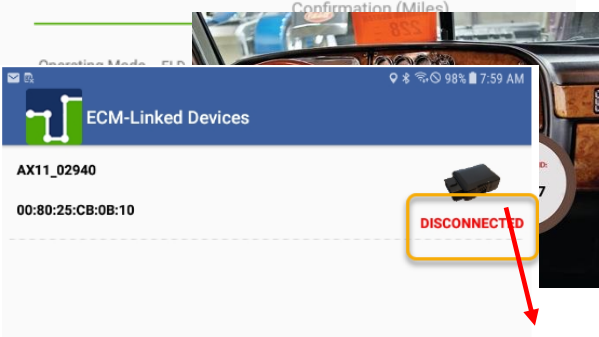 Confirmation (Miles)
Operating Mode ELD
228
98% 7:59 AM
ECM-Linked Devices
AX11_02940
00:80:25:CB:0B:10
DISCONNECTED
7